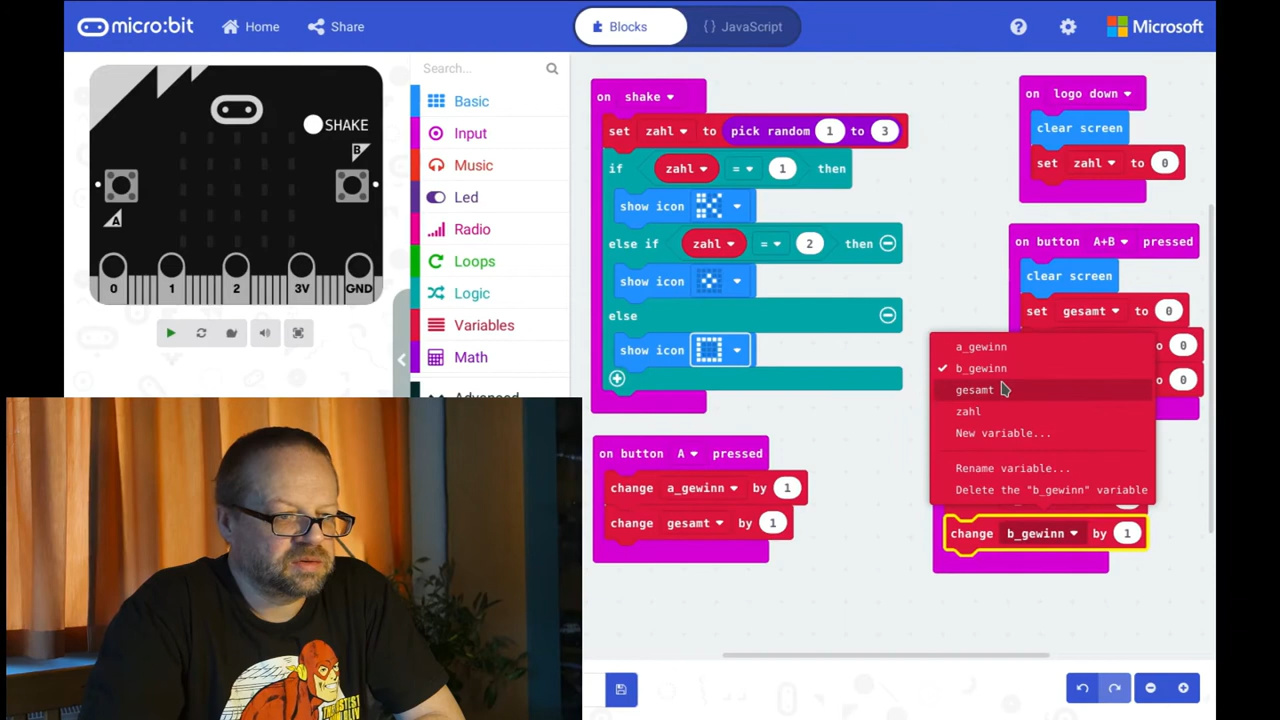 micro:bit
Home
Share
Blocks
{} JavaScript
Microsoft
SHAKE
B
A
0 1 2 3V GND
Search...
Basic
Input
Music
Led
Radio
Loops
Logic
Variables
Math
Advanced
on shake
set zahl to pick random 1 to 3
if zahl = 1 then
show icon
else if zahl = 2 then
show icon
else
show icon
on button A pressed
change a_gewinn by 1
change gesamt by 1
on logo down
clear screen
set zahl to 0
on button A+B pressed
clear screen
set gesamt to 0
o 0
o 0
a_gewinn
b_gewinn
gesamt
zahl
New variable...
Rename variable...
Delete the "b_gewinn" variable
change b_gewinn by 1